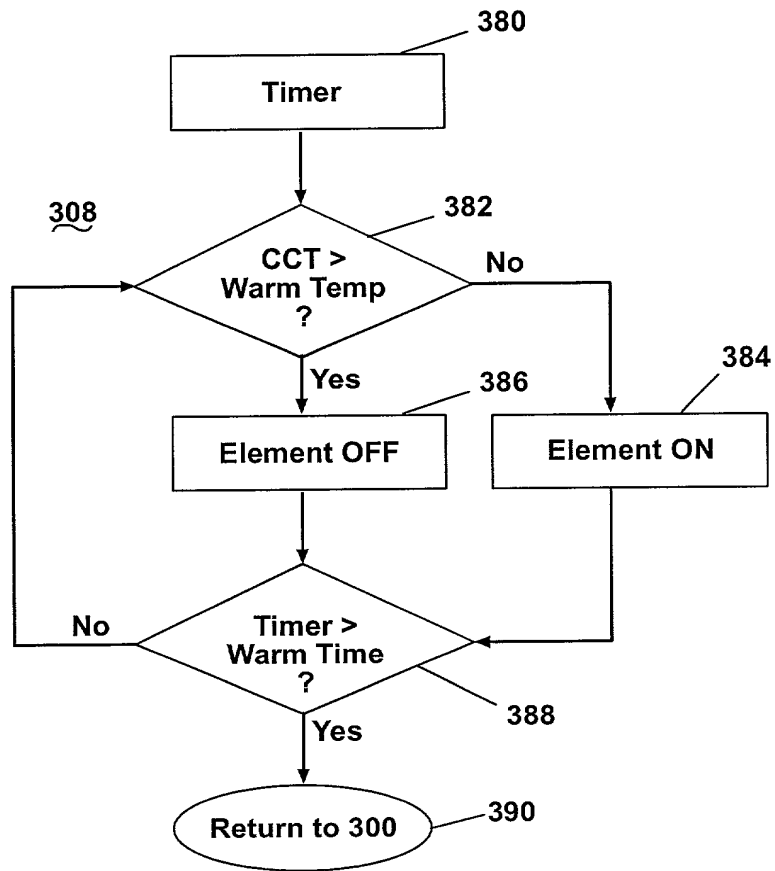 380
Timer
308
382
CCT >
Warm Temp
?
No
Yes
386
384
Element OFF
Element ON
No
Timer >
Warm Time
?
388
Yes
Return to 300
390